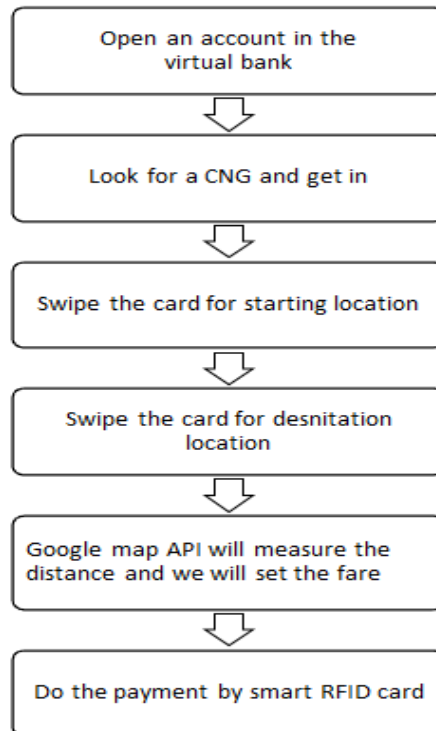 Open an account in the
virtual bank
Look for a CNG and get in
Swipe the card for starting location
Swipe the card for desnitation
location
Google map API will measure the
distance and we will set the fare
Do the payment by smart RFID card